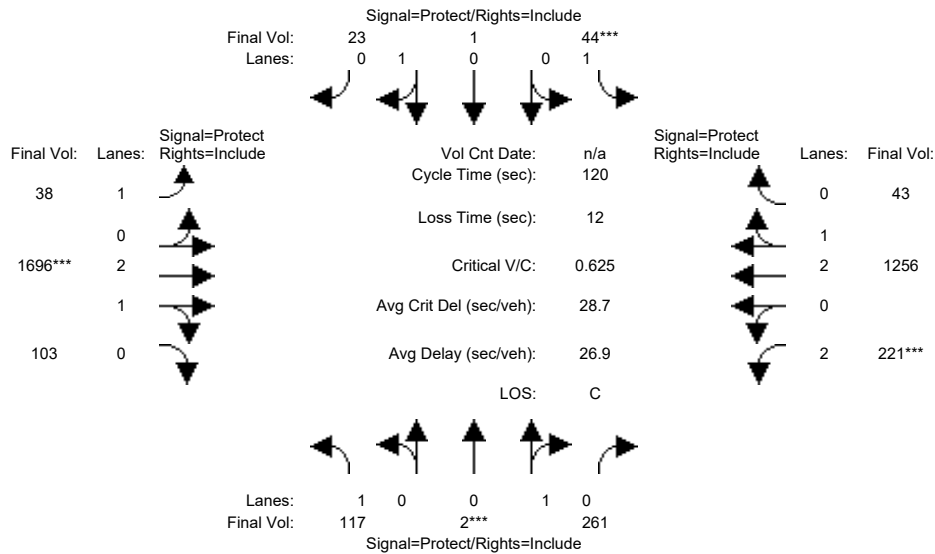 Signal=Protect/Rights=Include
Final Vol: 23 1 44***
Lanes: 0 1 0 0 1
Signal=Protect
Final Vol: Lanes: Rights=Include
Vol Cnt Date: n/a
Signal=Protect
Rights=Include Lanes: Final Vol:
Cycle Time (sec): 120
38 1
0 43
Loss Time (sec): 12
0
1
1696*** 2
Critical V/C: 0.625
2 1256
1
Avg Crit Del (sec/veh): 28.7
0
103 0
Avg Delay (sec/veh): 26.9
2 221***
LOS: C
Lanes: 1 0 0 1 0
Final Vol: 117 2*** 261
Signal=Protect/Rights=Include